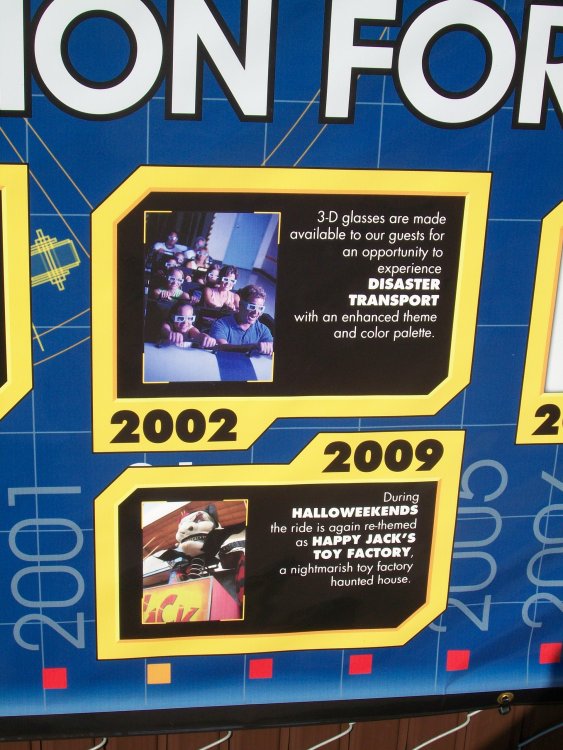 ION FOR
3-D glasses are made
available to our guests for
an opportunity to
experience
DISASTER
TRANSPORT
with an enhanced theme
and color palette.
2002
2009
During
HALLOWEEKENDS
the ride is again re-themed
as HAPPY JACK'S
TOY FACTORY,
a nightmarish toy factory
haunted house.
JACK
2001
2005